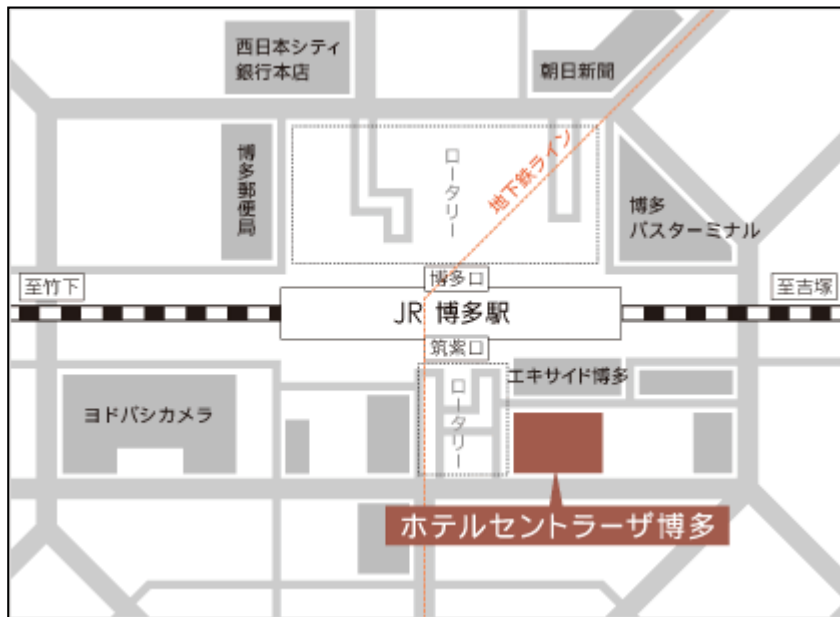 西日本シティ
銀行本店
朝日新聞
博多郵便局
ロータリー
地下鉄ライン
博多
バスターミナル
博多口
至竹下
至吉塚
JR 博多駅
筑紫口
エキサイド博多
ロータリー
ヨドバシカメラ
ホテルセントラーザ博多